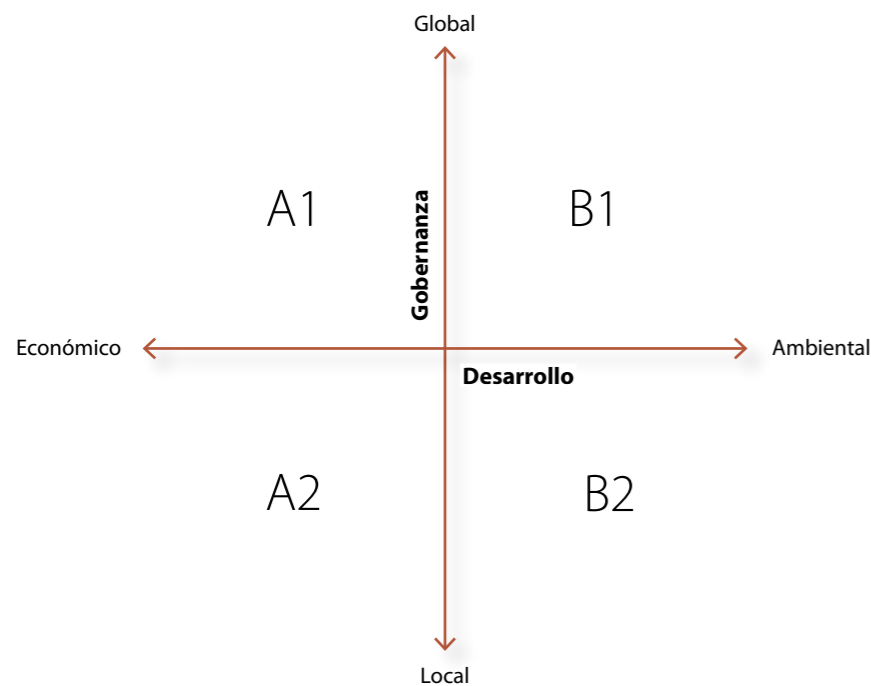 Global
A1
Gobernanza
B1
Económico
Ambiental
Desarrollo
A2
B2
Local